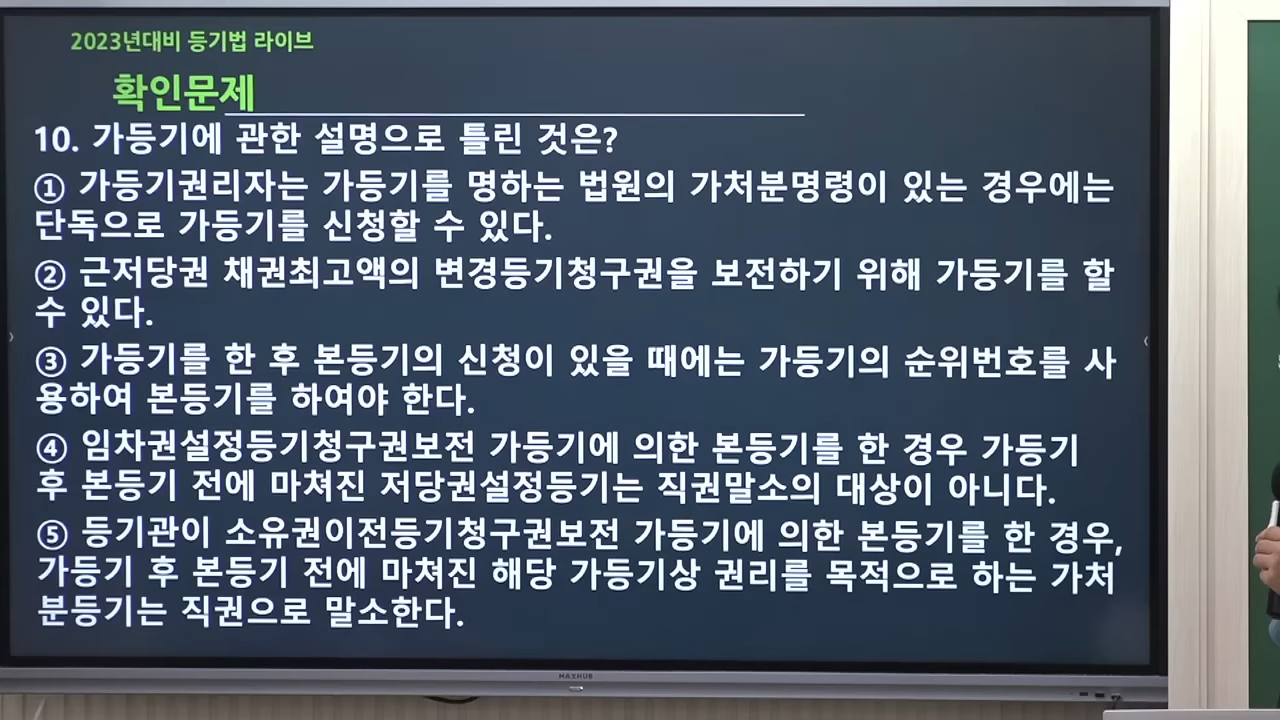 2023년대비 등기법 라이브
확인문제
10. 가등기에 관한 설명으로 틀린 것은?
① 가등기권리자는 가등기를 명하는 법원의 가처분명령이 있는 경우에는
단독으로 가등기를 신청할 수 있다.
② 근저당권 채권최고액의 변경등기청구권을 보전하기 위해 가등기를 할
수 있다.
③ 가등기를 한 후 본등기의 신청이 있을 때에는 가등기의 순위번호를 사
용하여 본등기를 하여야 한다.
④ 임차권설정등기청구권보전 가등기에 의한 본등기를 한 경우 가등기
후 본등기 전에 마쳐진 저당권설정등기는 직권말소의 대상이 아니다.
⑤ 등기관이 소유권이전등기청구권보전 가등기에 의한 본등기를 한 경우,
가등기 후 본등기 전에 마쳐진 해당 가등기상 권리를 목적으로 하는 가처
분등기는 직권으로 말소한다.
MAXHUB